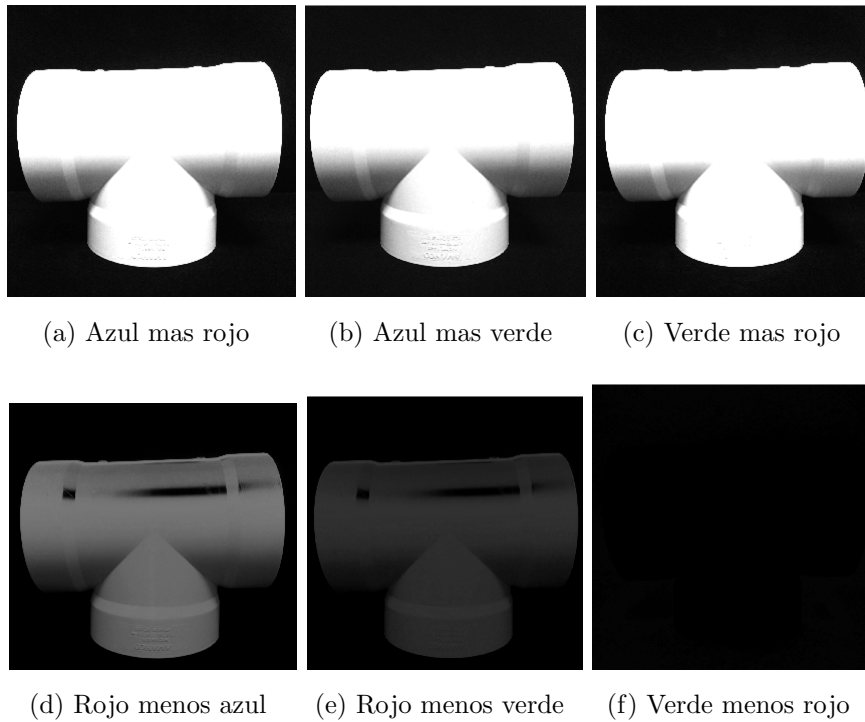 (a) Azul mas rojo
(b) Azul mas verde
(c) Verde mas rojo
(d) Rojo menos azul
(e) Rojo menos verde
(f) Verde menos rojo